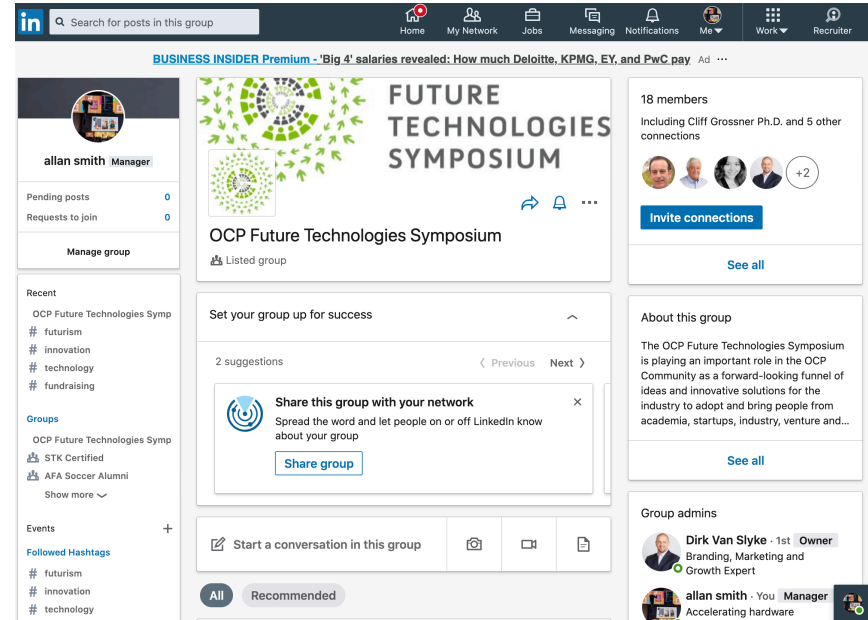 in
Search for posts in this group
Home
My Network
Jobs
Messaging
Notifications
Me
Work
Recruiter
BUSINESS INSIDER Premium - 'Big 4' salaries revealed: How much Deloitte, KPMG, EY, and PwC pay Ad ...
allan smith Manager
Pending posts 0
Requests to join 0
Manage group
Recent
OCP Future Technologies Symp
# futurism
# innovation
# technology
# fundraising
Groups
OCP Future Technologies Symp
STK Certified
AFA Soccer Alumni
Show more
Events +
Followed Hashtags
# futurism
# innovation
# technology
FUTURE
TECHNOLOGIES
SYMPOSIUM
OCP Future Technologies Symposium
Listed group
Set your group up for success
2 suggestions
Previous Next
Share this group with your network
Spread the word and let people on or off LinkedIn know
about your group
Share group
Start a conversation in this group
All
Recommended
18 members
Including Cliff Grossner Ph.D. and 5 other
connections
+2
Invite connections
See all
About this group
The OCP Future Technologies Symposium
is playing an important role in the OCP
Community as a forward-looking funnel of
ideas and innovative solutions for the
industry to adopt and bring people from
academia, startups, industry, venture and...
See all
Group admins
Dirk Van Slyke · 1st Owner
Branding, Marketing and
Growth Expert
allan smith · You Manager
Accelerating hardware